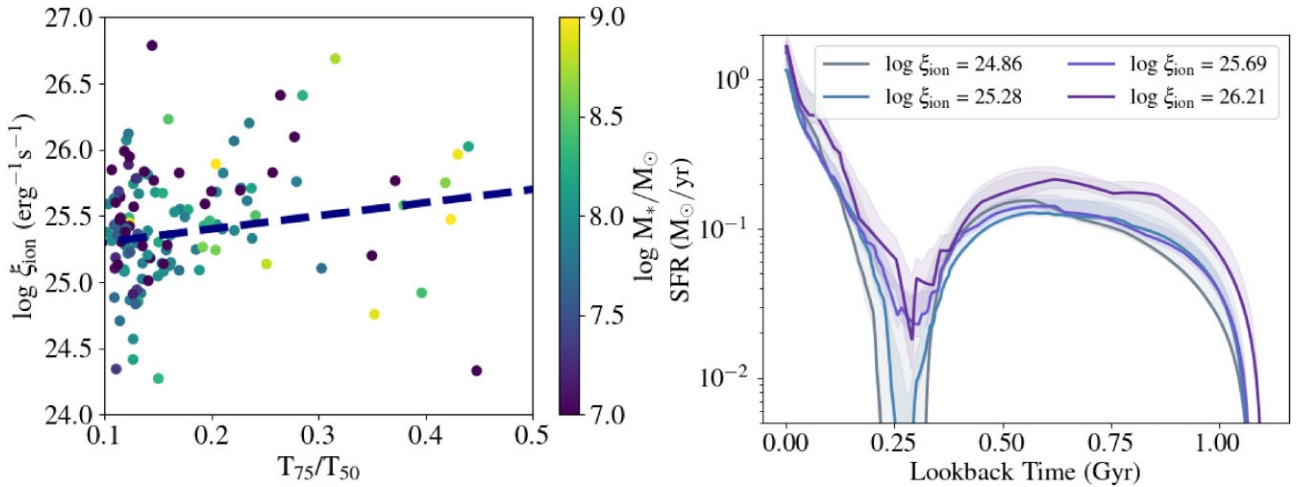 27.0
26.5
26.0
25.5
25.0
24.5
24.0
log ξion (erg−1s−1)
0.1 0.2 0.3 0.4 0.5
T75/T50
9.0
8.5
8.0
7.5
7.0
log M*/M⊙
log ξion = 24.86
log ξion = 25.28
log ξion = 25.69
log ξion = 26.21
10^0
10^−1
10^−2
SFR (M⊙/yr)
0.00 0.25 0.50 0.75 1.00
Lookback Time (Gyr)